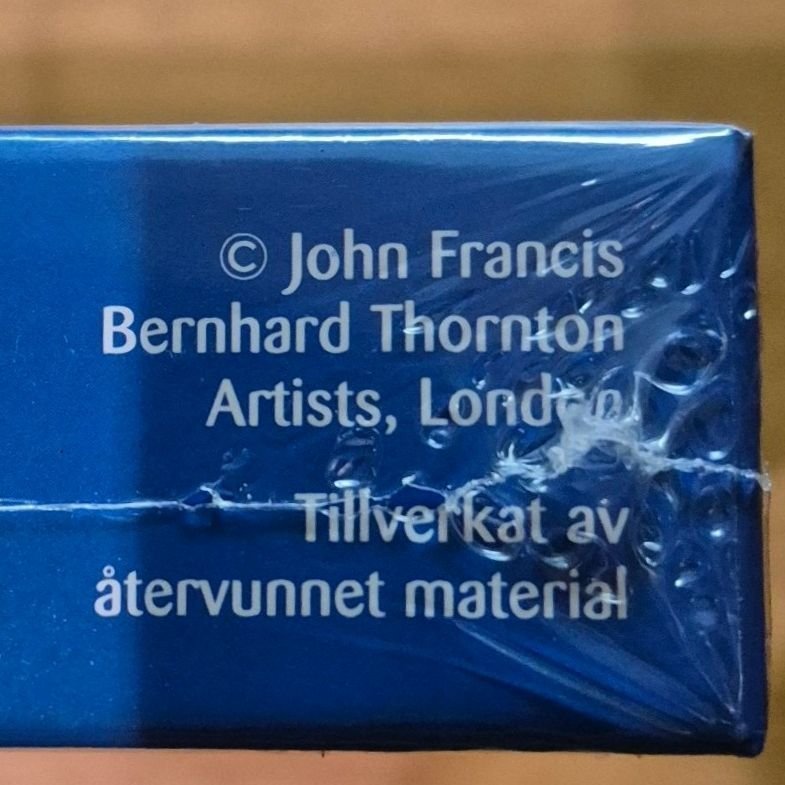 © John Francis
Bernhard Thornton
Artists, London
Tillverkat av
återvunnet material